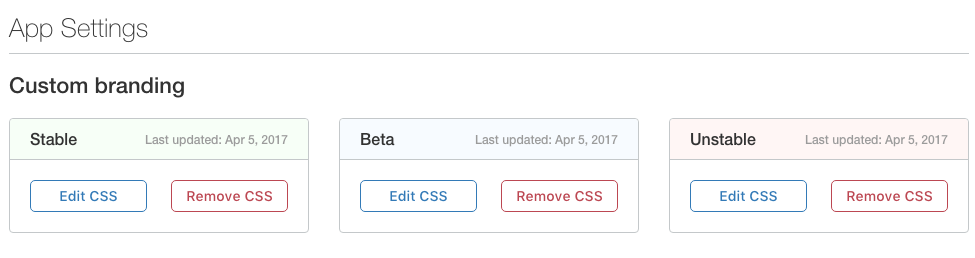 App Settings
Custom branding
Stable Last updated: Apr 5, 2017
Edit CSS Remove CSS
Beta Last updated: Apr 5, 2017
Edit CSS Remove CSS
Unstable Last updated: Apr 5, 2017
Edit CSS Remove CSS